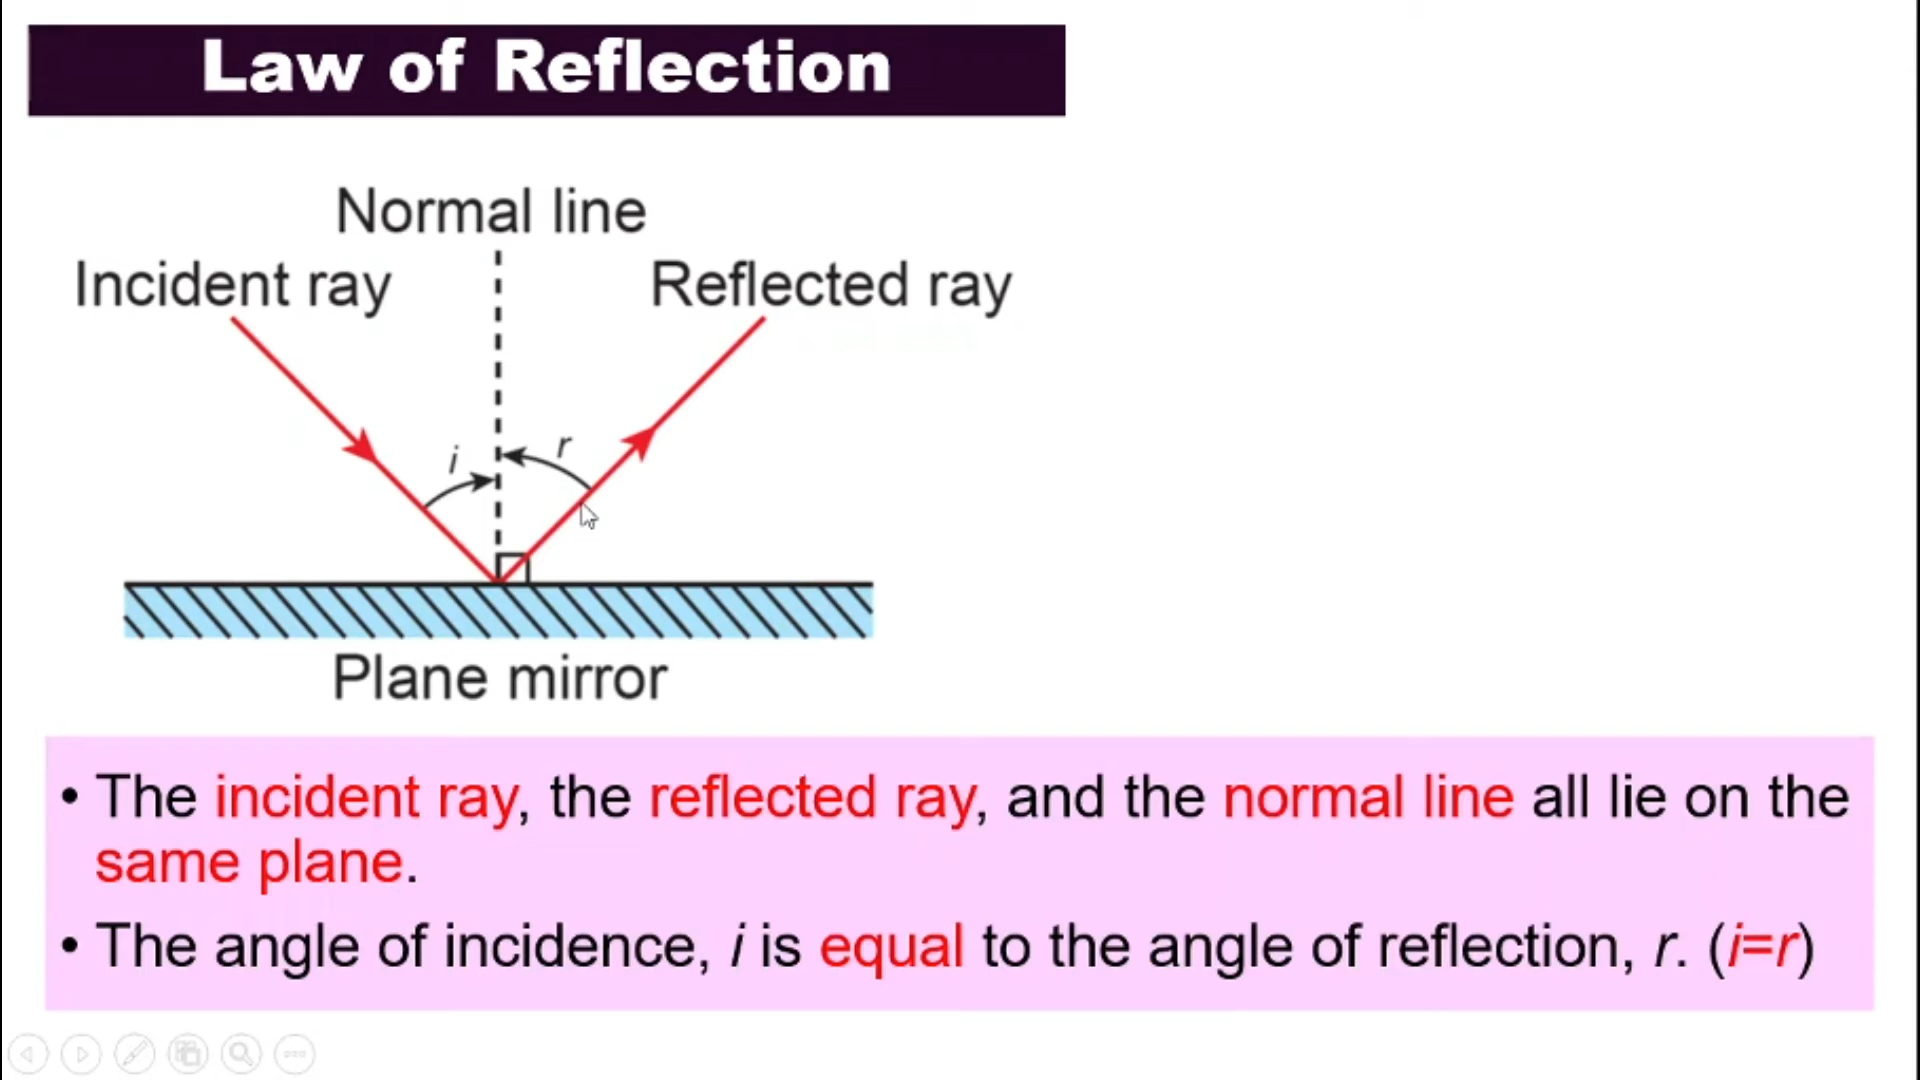 Law of Reflection
Normal line
Incident ray
Reflected ray
i
r
Plane mirror
• The incident ray, the reflected ray, and the normal line all lie on the
same plane.
• The angle of incidence, i is equal to the angle of reflection, r. (i=r)